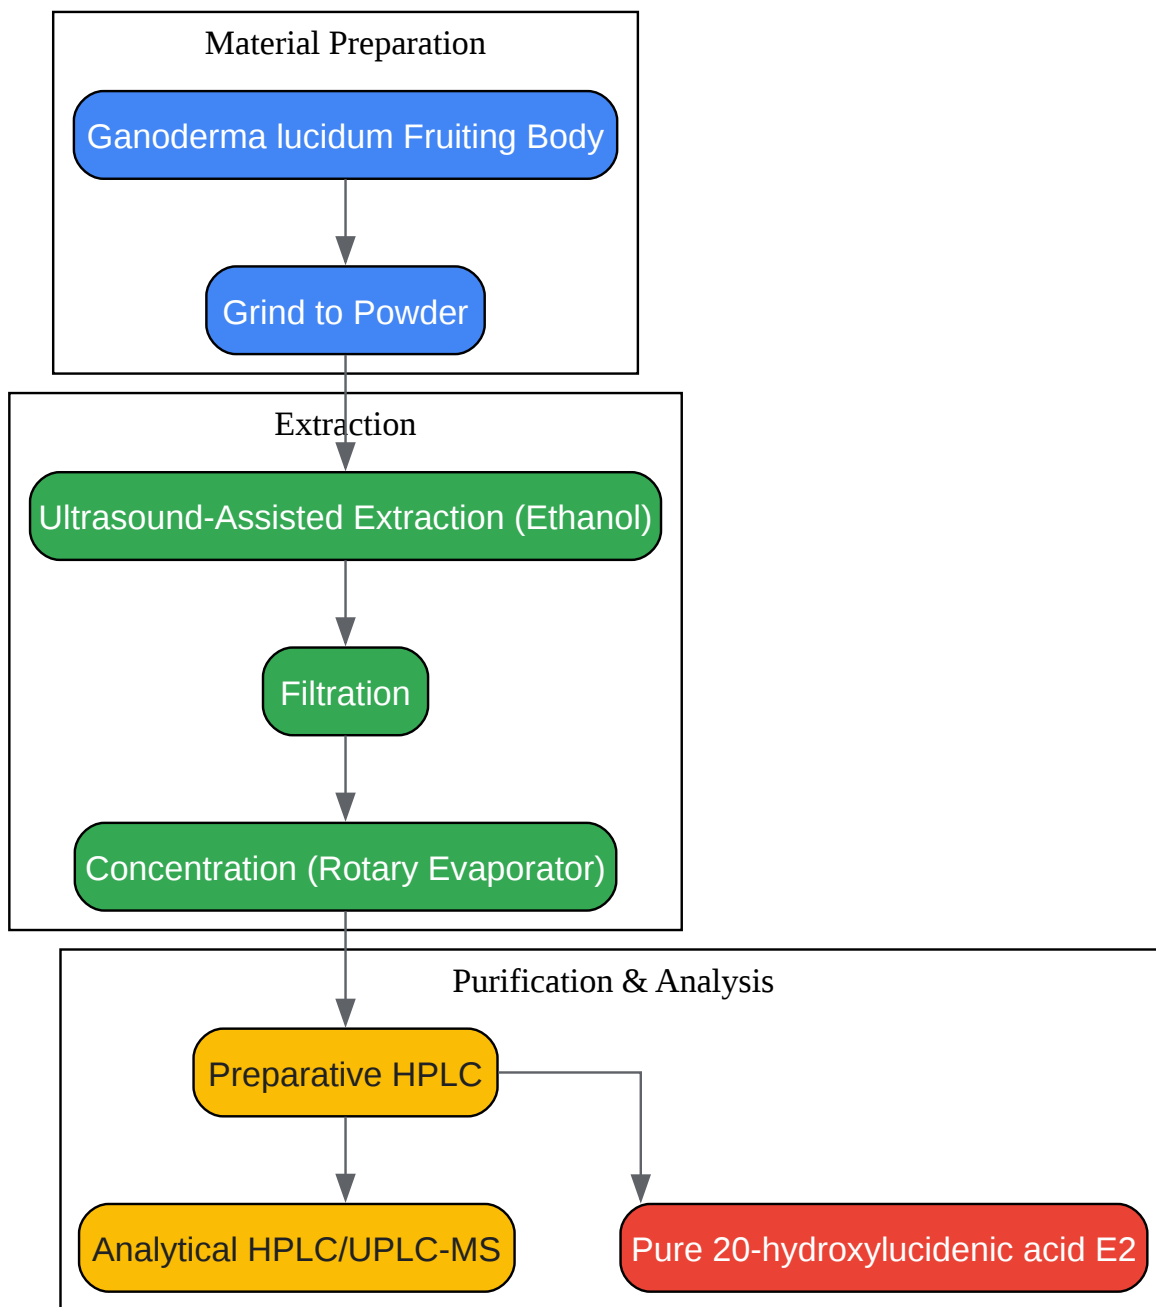 Material Preparation
Ganoderma lucidum Fruiting Body
Grind to Powder
Extraction
Ultrasound-Assisted Extraction (Ethanol)
Filtration
Concentration (Rotary Evaporator)
Purification & Analysis
Preparative HPLC
Analytical HPLC/UPLC-MS
Pure 20-hydroxylucidenic acid E2